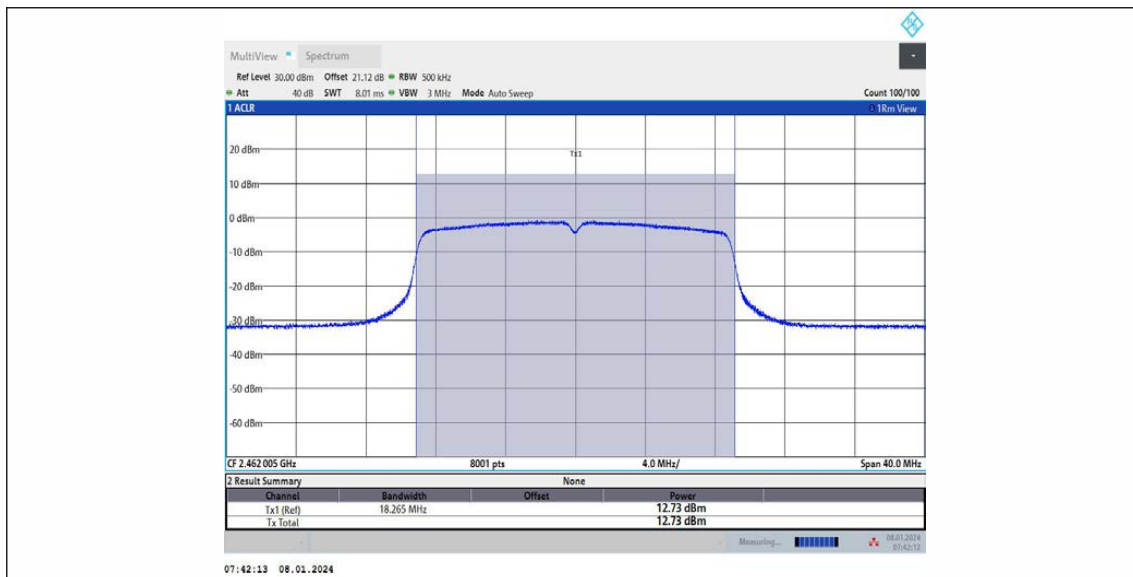 MultiView Spectrum
Ref Level 30.00 dBm Offset 21.12 dB RBW 500 kHz
Att 40 dB SWT 8.01 ms VBW 3 MHz Mode Auto Sweep Count 100/100
1 ACLR 1Rm View
20 dBm
Tx1
10 dBm
0 dBm
-10 dBm
-20 dBm
-30 dBm
-40 dBm
-50 dBm
-60 dBm
CF 2.462 005 GHz 8001 pts 4.0 MHz/ Span 40.0 MHz
2 Result Summary None
Channel Bandwidth Offset Power
Tx1 (Ref) 18.265 MHz 12.73 dBm
Tx Total 12.73 dBm
Measuring... 08.01.2024
07:42:12
07:42:13 08.01.2024